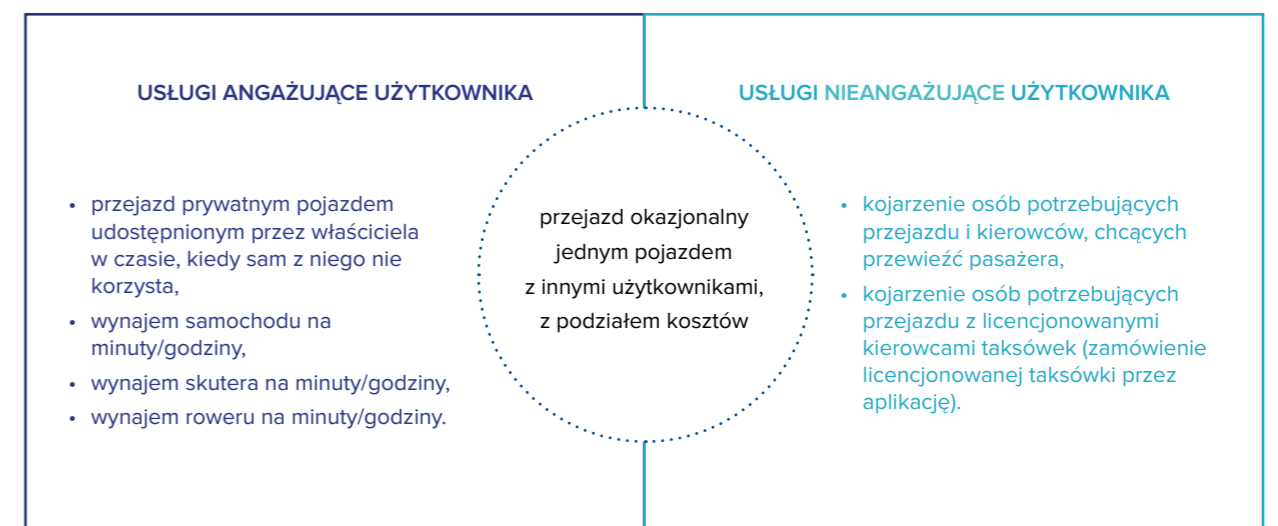 USŁUGI ANGAŻUJĄCE UŻYTKOWNIKA
• przejazd prywatnym pojazdem
udostępnionym przez właściciela
w czasie, kiedy sam z niego nie
korzysta,
• wynajem samochodu na
minuty/godziny,
• wynajem skutera na minuty/godziny,
• wynajem roweru na minuty/godziny.
przejazd okazjonalny
jednym pojazdem
z innymi użytkownikami,
z podziałem kosztów
USŁUGI NIEANGAŻUJĄCE UŻYTKOWNIKA
• kojarzenie osób potrzebujących
przejazdu i kierowców, chcących
przewieźć pasażera,
• kojarzenie osób potrzebujących
przejazdu z licencjonowanymi
kierowcami taksówek (zamówienie
licencjonowanej taksówki przez
aplikację).